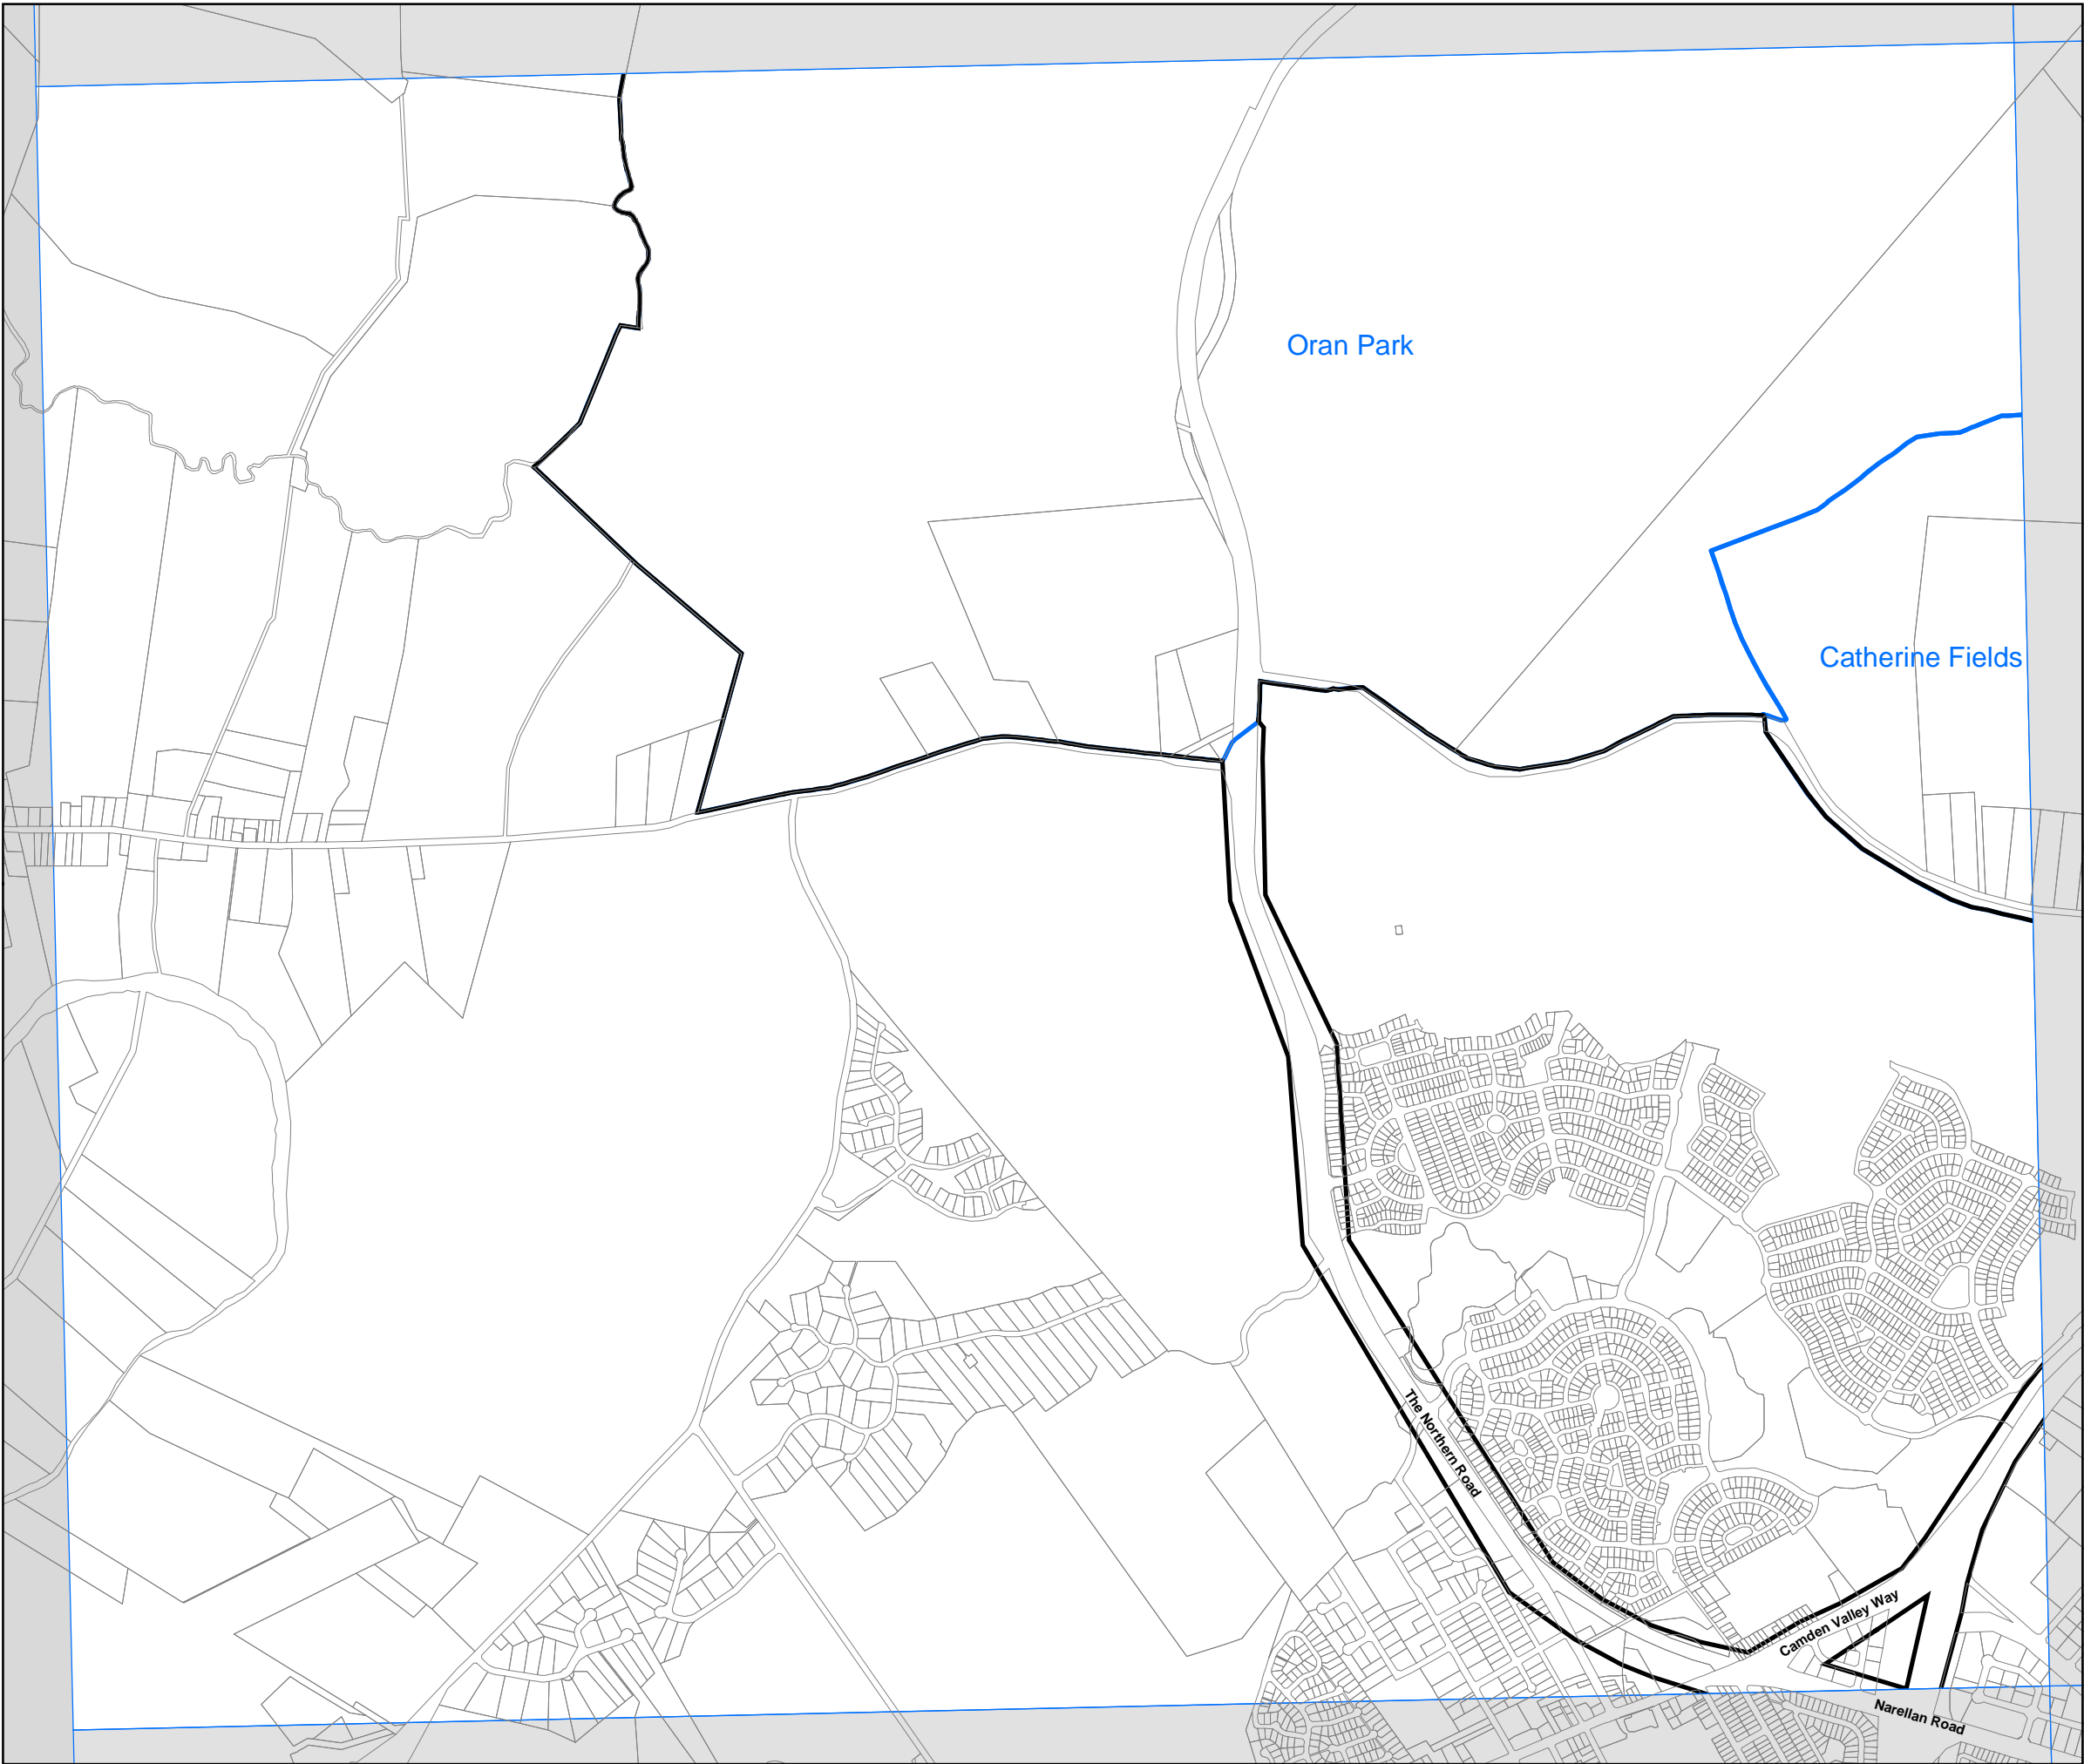 Oran Park
Catherine Fields
The Northern Road
Camden Valley Way
Narellan Road